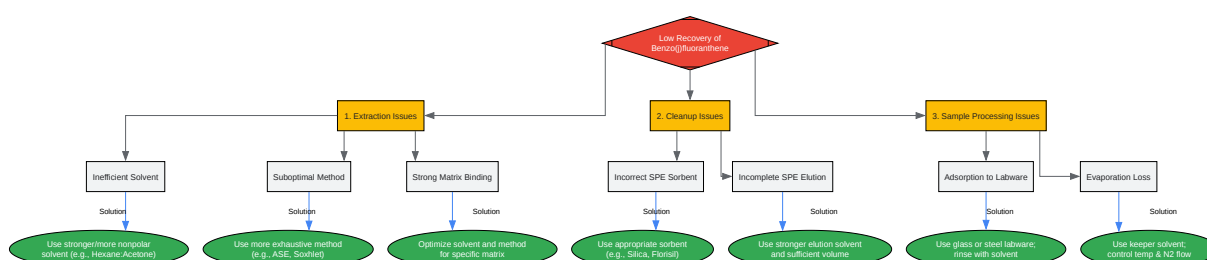 Low Recovery of
Benzo(j)fluoranthene
1. Extraction Issues
2. Cleanup Issues
3. Sample Processing Issues
Inefficient Solvent
Suboptimal Method
Strong Matrix Binding
Incorrect SPE Sorbent
Incomplete SPE Elution
Adsorption to Labware
Evaporation Loss
Solution
Solution
Solution
Solution
Solution
Solution
Solution
Use stronger/more nonpolar
solvent (e.g., Hexane:Acetone)
Use more exhaustive method
(e.g., ASE, Soxhlet)
Optimize solvent and method
for specific matrix
Use appropriate sorbent
(e.g., Silica, Florisil)
Use stronger elution solvent
and sufficient volume
Use glass or steel labware;
rinse with solvent
Use keeper solvent;
control temp & N2 flow